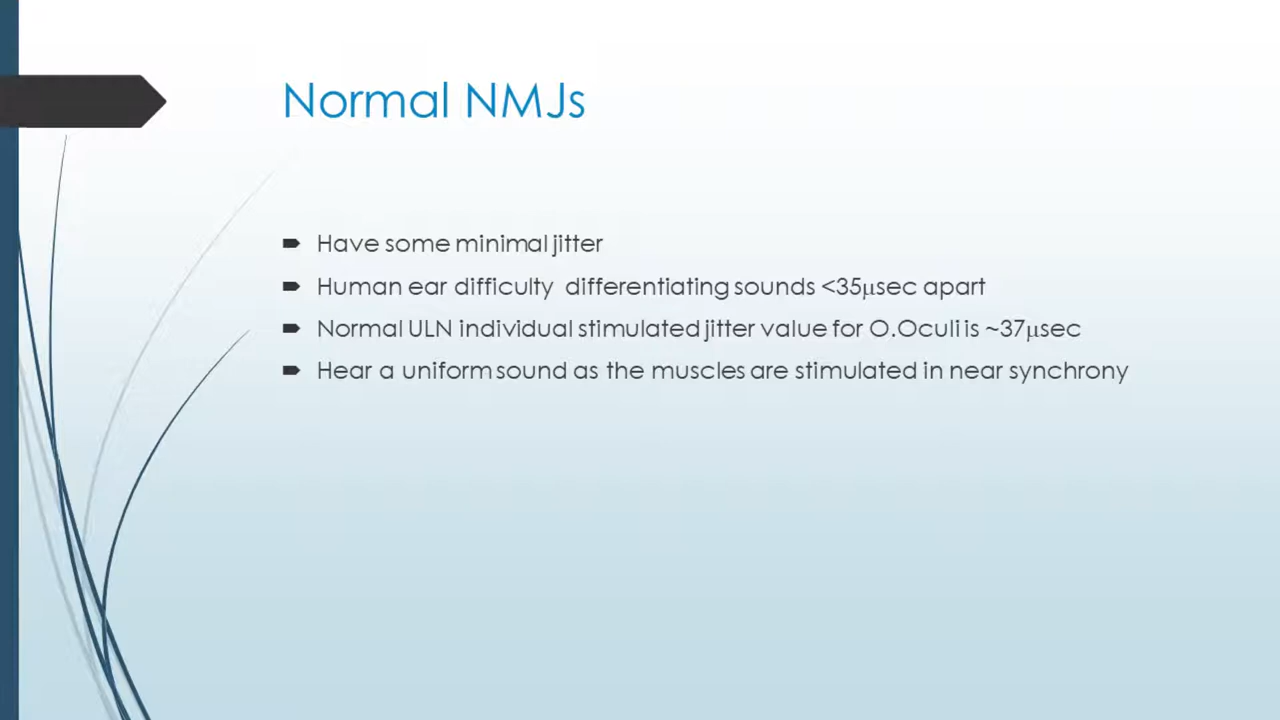 Normal NMJs
Have some minimal jitter
Human ear difficulty differentiating sounds <35μsec apart
Normal ULN individual stimulated jitter value for O.Oculi is ~37μsec
Hear a uniform sound as the muscles are stimulated in near synchrony